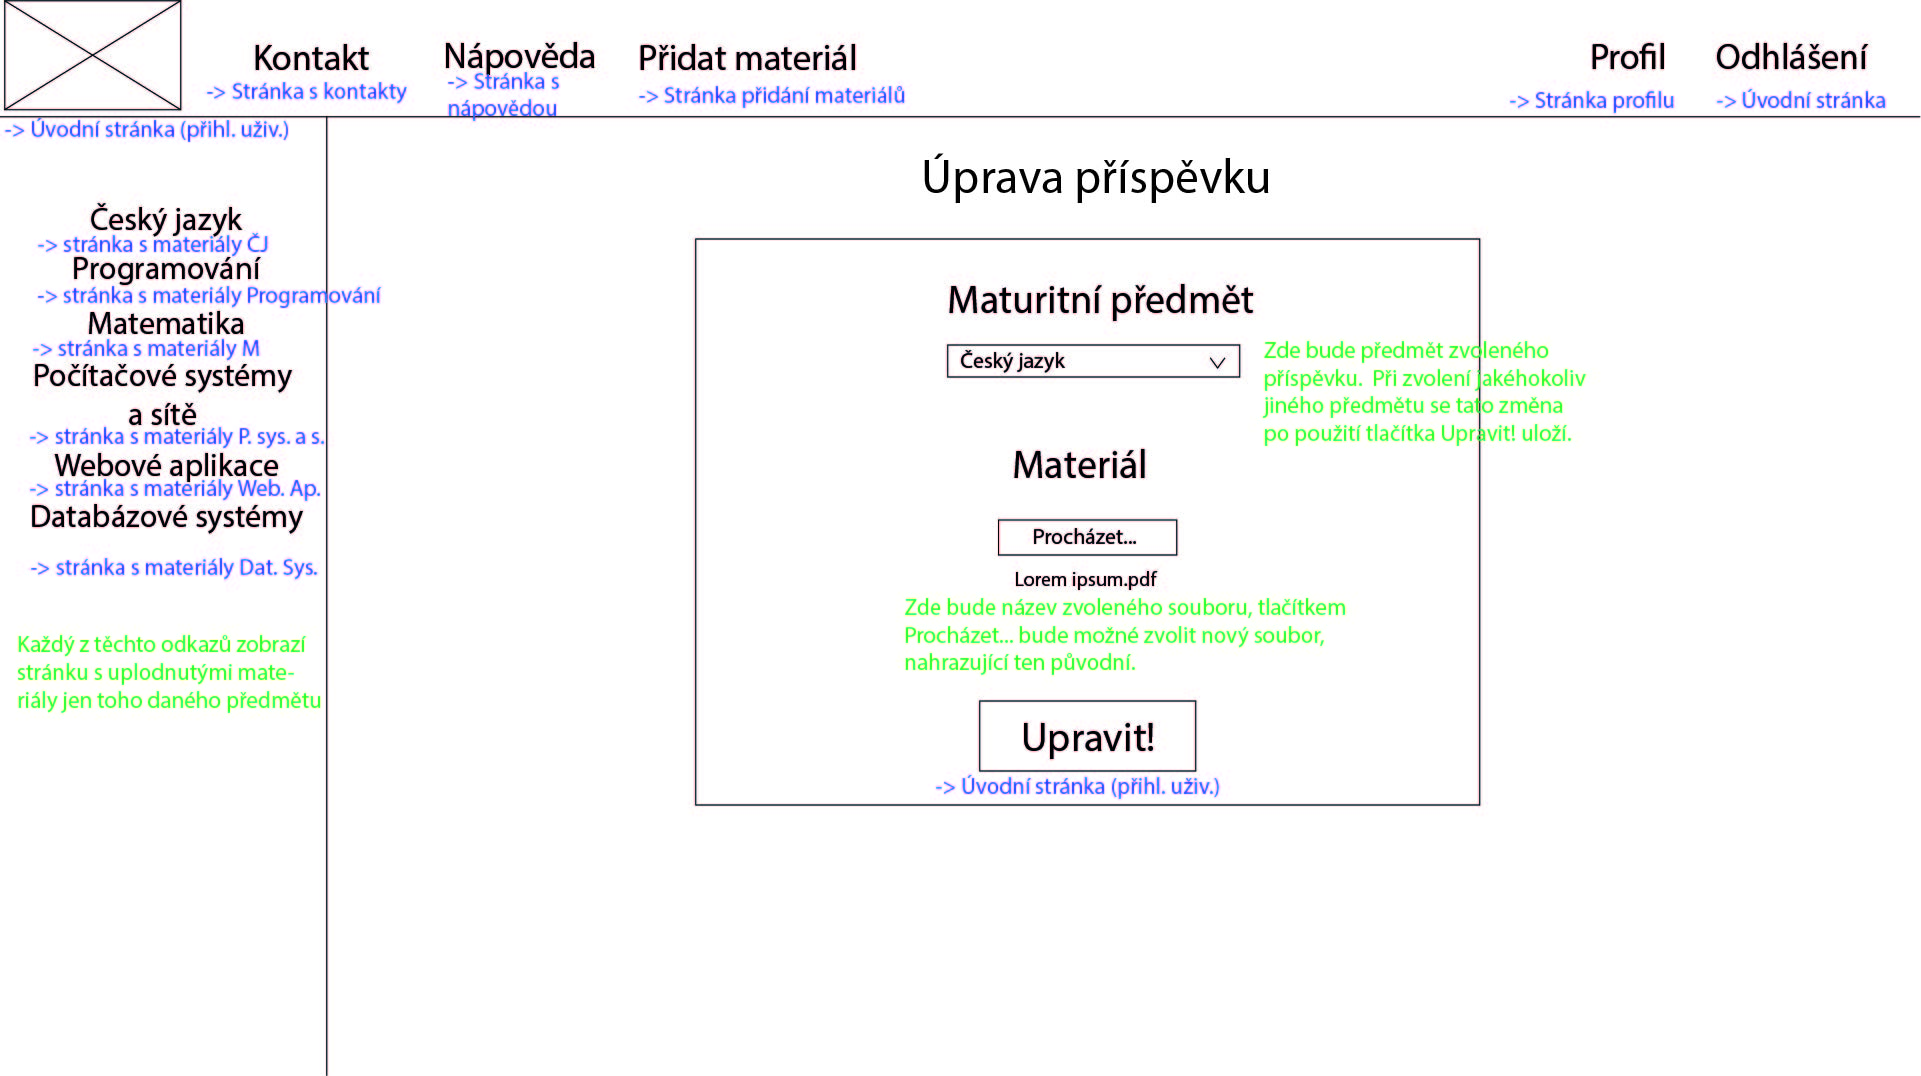 Kontakt
-> Stránka s kontakty
Nápověda
-> Stránka s
nápovědou
Přidat materiál
-> Stránka přidání materiálů
Profil
-> Stránka profilu
Odhlášení
-> Úvodní stránka
-> Úvodní stránka (přihl. uživ.)
Český jazyk
-> stránka s materiály ČJ
Programování
-> stránka s materiály Programování
Matematika
-> stránka s materiály M
Počítačové systémy
a sítě
-> stránka s materiály P. sys. a s.
Webové aplikace
-> stránka s materiály Web. Ap.
Databázové systémy
-> stránka s materiály Dat. Sys.
Každý z těchto odkazů zobrazí
stránku s uplodnutými mate-
riály jen toho daného předmětu
Úprava příspěvku
Maturitní předmět
Český jazyk
Zde bude předmět zvoleného
příspěvku. Při zvolení jakéhokoliv
jiného předmětu se tato změna
po použití tlačítka Upravit! uloží.
Materiál
Procházet...
Lorem ipsum.pdf
Zde bude název zvoleného souboru, tlačítkem
Procházet... bude možné zvolit nový soubor,
nahrazující ten původní.
Upravit!
-> Úvodní stránka (přihl. uživ.)